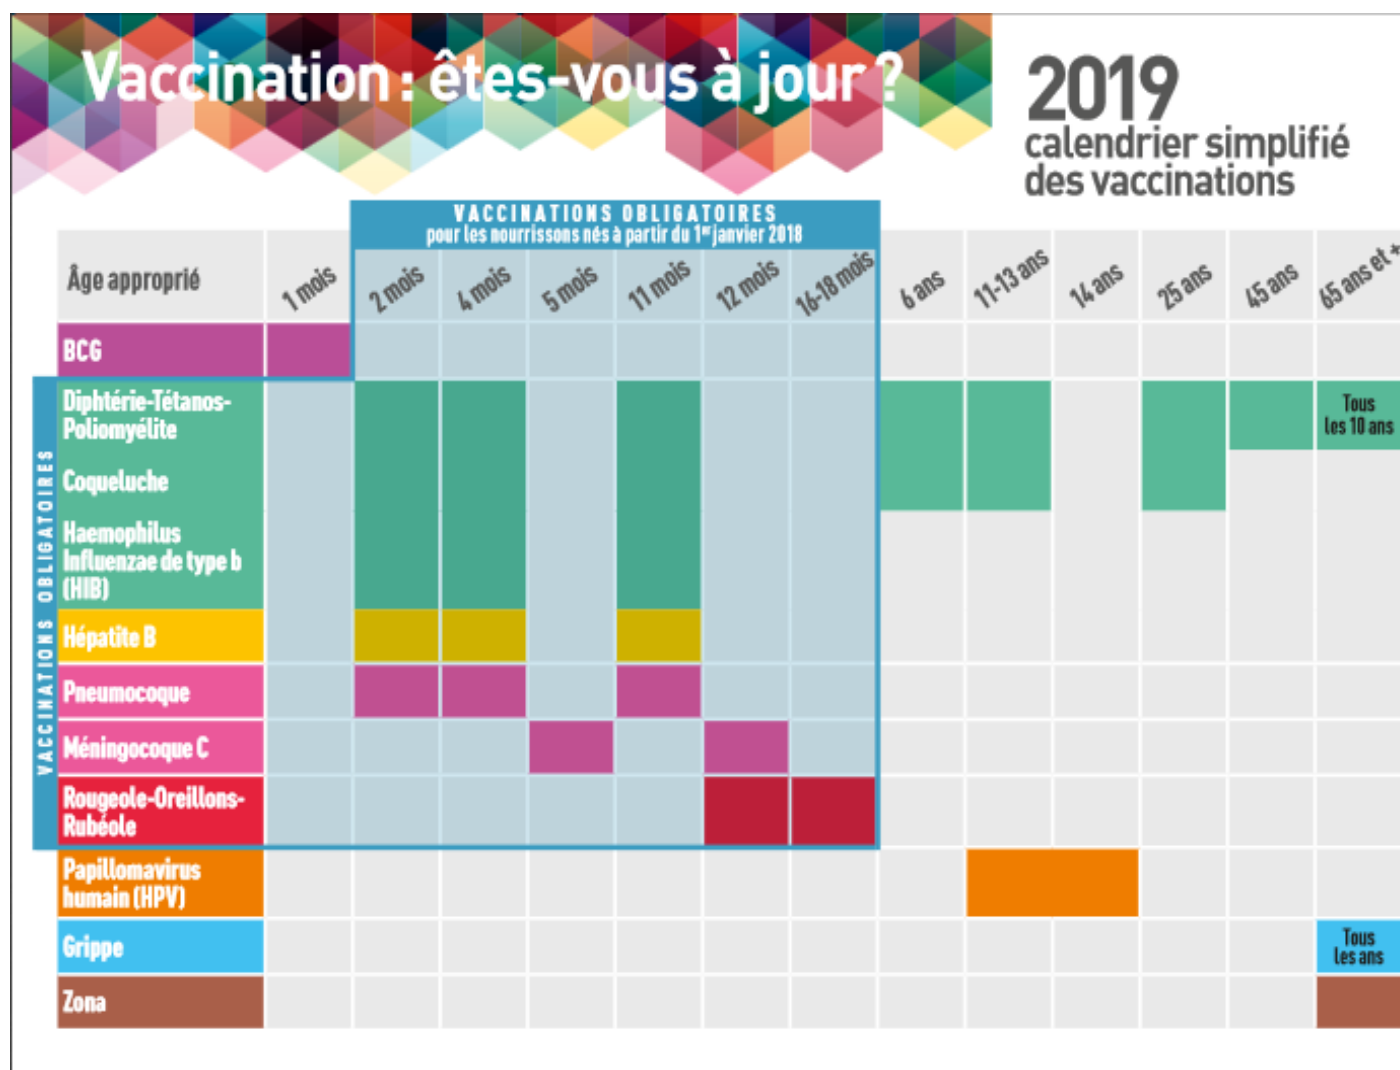 Vaccination : êtes-vous à jour ?
2019
calendrier simplifié
des vaccinations
VACCINATIONS OBLIGATOIRES
pour les nourrissons nés à partir du 1er janvier 2018
Âge approprié
1 mois
2 mois
4 mois
5 mois
11 mois
12 mois
16-18 mois
6 ans
11-13 ans
14 ans
25 ans
45 ans
65 ans et +
BCG
VACCINATIONS OBLIGATOIRES
Diphtérie-Tétanos-
Poliomyélite
Tous
les 10 ans
Coqueluche
Haemophilus
Influenzae de type b
(HIB)
Hépatite B
Pneumocoque
Méningocoque C
Rougeole-Oreillons-
Rubéole
Papillomavirus
humain (HPV)
Grippe
Tous
les ans
Zona